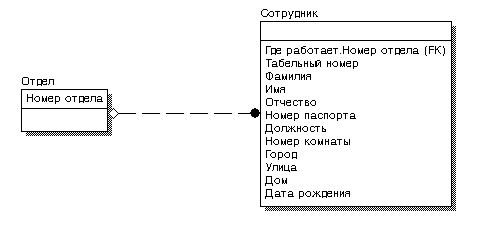 Сотрудник
Где работает.Номер отдела (FK)
Табельный номер
Фамилия
Имя
Отчество
Номер паспорта
Должность
Номер комнаты
Город
Улица
Дом
Дата рождения
Отдел
Номер отдела